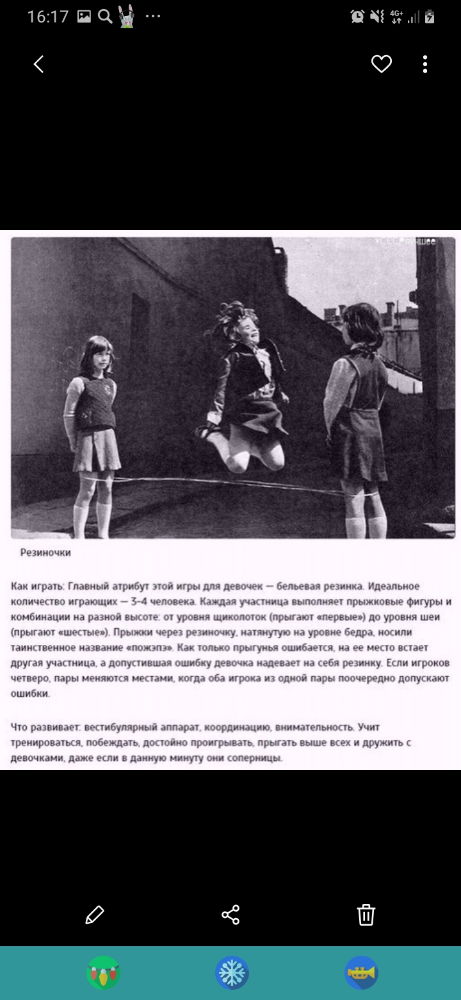 16:17
4G+
Резиночки
Как играть: Главный атрибут этой игры для девочек — бельевая резинка. Идеальное
количество играющих — 3-4 человека. Каждая участница выполняет прыжковые фигуры и
комбинации на разной высоте: от уровня щиколоток (прыгают «первые») до уровня шеи
(прыгают «шестые»). Прыжки через резиночку, натянутую на уровне бедра, носили
таинственное название «пожэпэ». Как только прыгунья ошибается, на ее место встает
другая участница, а допустившая ошибку девочка надевает на себя резинку. Если игроков
четверо, пары меняются местами, когда оба игрока из одной пары поочередно допускают
ошибки.
Что развивает: вестибулярный аппарат, координацию, внимательность. Учит
тренироваться, побеждать, достойно проигрывать, прыгать выше всех и дружить с
девочками, даже если в данную минуту они соперницы.